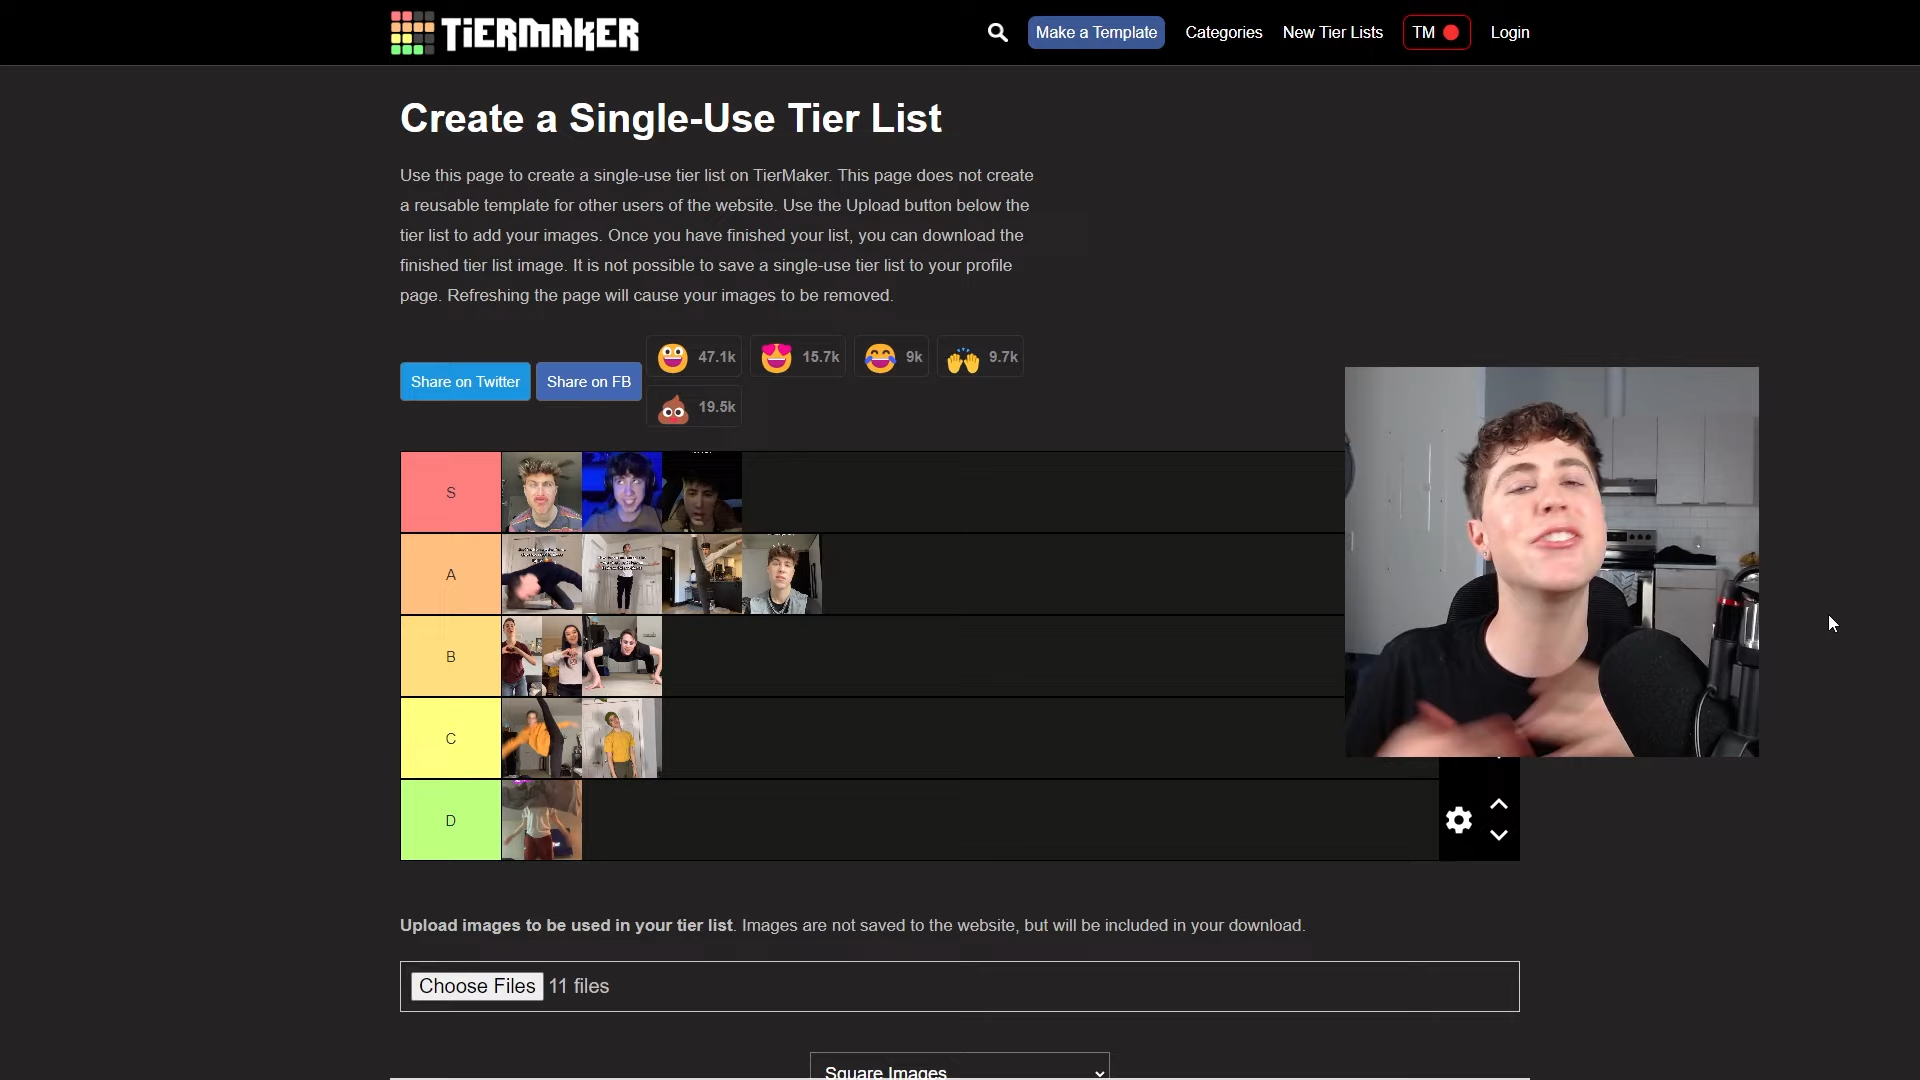 TiERMAKER
Make a Template
Categories
New Tier Lists
TM
Login
Create a Single-Use Tier List
Use this page to create a single-use tier list on TierMaker. This page does not create
a reusable template for other users of the website. Use the Upload button below the
tier list to add your images. Once you have finished your list, you can download the
finished tier list image. It is not possible to save a single-use tier list to your profile
page. Refreshing the page will cause your images to be removed.
Share on Twitter
Share on FB
47.1k
15.7k
9k
9.7k
19.5k
S
A
B
C
D
Upload images to be used in your tier list. Images are not saved to the website, but will be included in your download.
Choose Files 11 files
Square Images